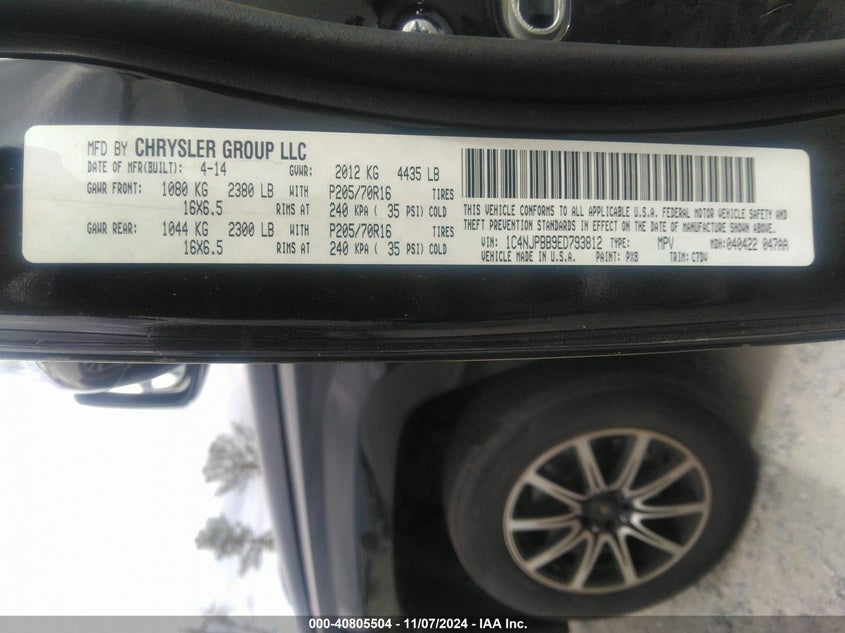 MFD BY CHRYSLER GROUP LLC
DATE OF MFR(BUILT): 4-14 GVWR: 2012 KG 4435 LB
GAWR FRONT: 1080 KG 2380 LB WITH P205/70R16 TIRES
16X6.5 RIMS AT 240 KPA ( 35 PSI) COLD
GAWR REAR: 1044 KG 2300 LB WITH P205/70R16 TIRES
16X6.5 RIMS AT 240 KPA ( 35 PSI) COLD
THIS VEHICLE CONFORMS TO ALL APPLICABLE U.S.A. FEDERAL MOTOR VEHICLE SAFETY AND
THEFT PREVENTION STANDARDS IN EFFECT ON THE DATE OF MANUFACTURE SHOWN ABOVE.
VIN: 1C4NJPBB9ED793812 TYPE: MPV MDH: 040422 047AA
VEHICLE MADE IN U.S.A. PAINT: PX8 TRIM: C7DV
000-40805504 - 11/07/2024 - IAA Inc.